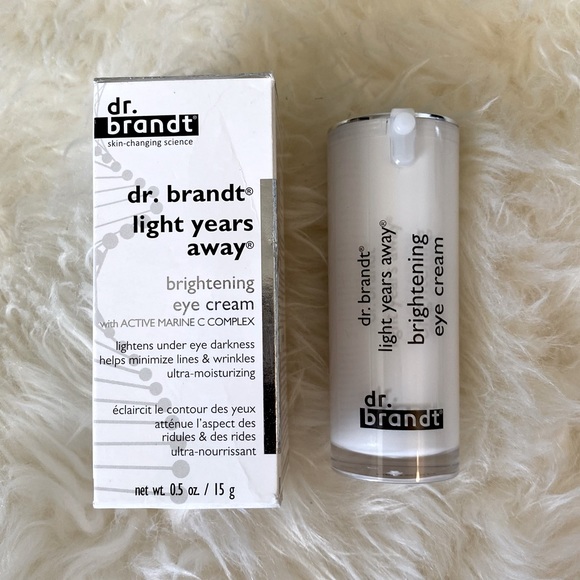 dr.
brandt®
skin-changing science
dr. brandt®
light years
away®
brightening
eye cream
with ACTIVE MARINE C COMPLEX
lightens under eye darkness
helps minimize lines & wrinkles
ultra-moisturizing
éclaircit le contour des yeux
atténue l'aspect des
ridules & des rides
ultra-nourrissant
net wt. 0.5 oz. / 15 g
dr. brandt®
light years away®
brightening
eye cream
dr.
brandt®